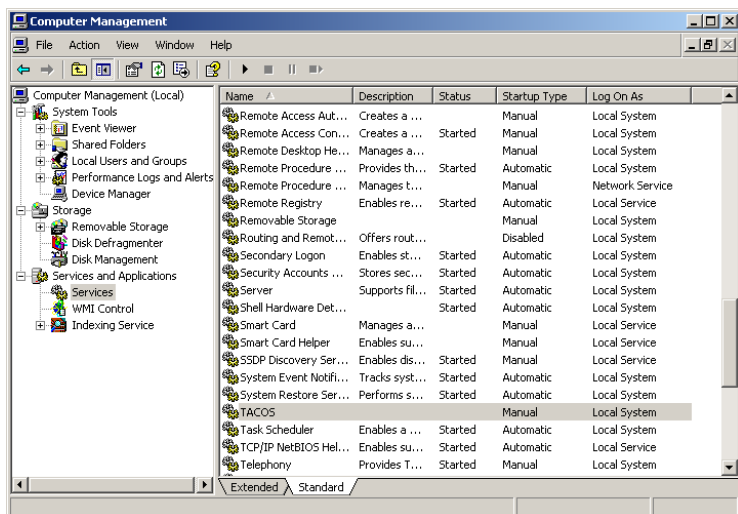 Computer Management
File Action View Window Help
Computer Management (Local)
System Tools
Event Viewer
Shared Folders
Local Users and Groups
Performance Logs and Alerts
Device Manager
Storage
Removable Storage
Disk Defragmenter
Disk Management
Services and Applications
Services
WMI Control
Indexing Service
Name Description Status Startup Type Log On As
Remote Access Aut... Creates a ... Manual Local System
Remote Access Con... Creates a ... Started Manual Local System
Remote Desktop He... Manages a... Manual Local System
Remote Procedure ... Provides th... Started Automatic Local System
Remote Procedure ... Manages t... Manual Network Service
Remote Registry Enables re... Started Automatic Local Service
Removable Storage Manual Local System
Routing and Remot... Offers rout... Disabled Local System
Secondary Logon Enables st... Started Automatic Local System
Security Accounts ... Stores sec... Started Automatic Local System
Server Supports fil... Started Automatic Local System
Shell Hardware Det... Started Automatic Local System
Smart Card Manages a... Manual Local Service
Smart Card Helper Enables su... Manual Local Service
SSDP Discovery Ser... Enables dis... Started Manual Local Service
System Event Notifi... Tracks syst... Started Automatic Local System
System Restore Ser... Performs s... Started Automatic Local System
TACOS Manual Local System
Task Scheduler Enables a ... Started Automatic Local System
TCP/IP NetBIOS Hel... Enables su... Started Automatic Local Service
Telephony Provides T... Started Manual Local System
Extended Standard